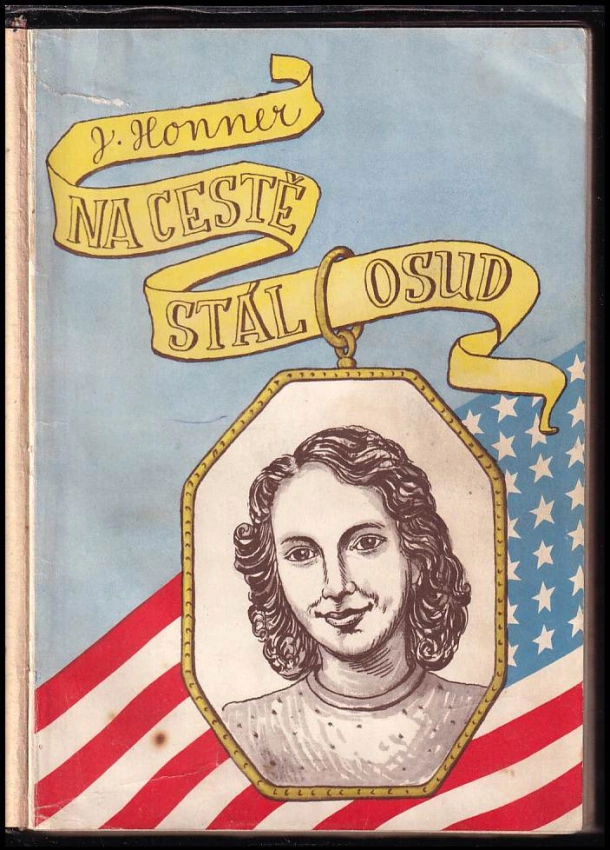 J. Honner
NA CESTĚ
STÁL OSUD